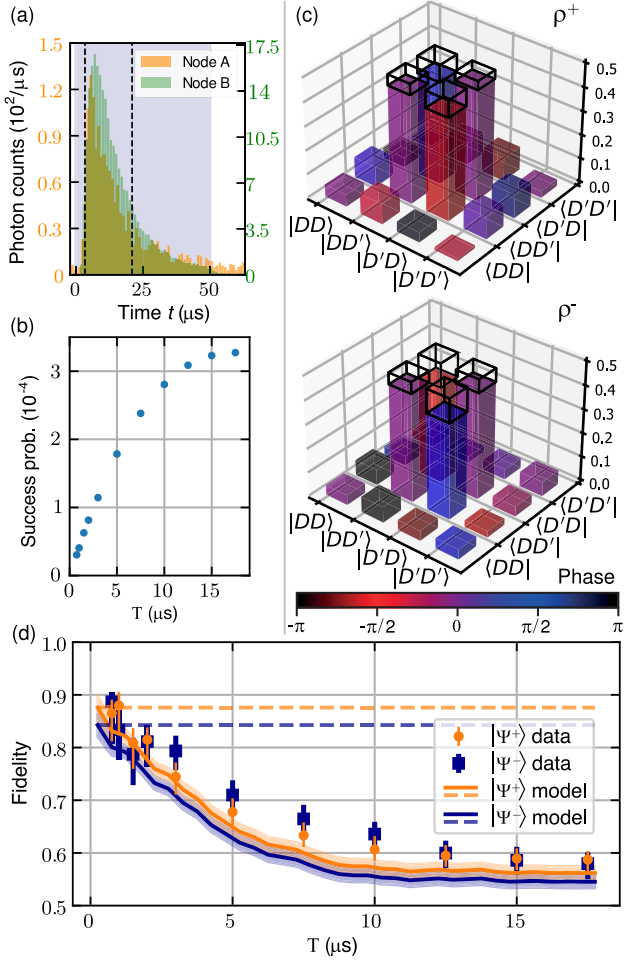 (a)
Photon counts (10²/μs)
1.5
1.2
0.9
0.6
0.3
0
17.5
14
10.5
7
3.5
0
Node A
Node B
0
25
50
Time t (μs)
(b)
Success prob. (10⁻⁴)
3
2
1
0
0
5
10
15
T (μs)
(c)
ρ⁺
0.5
0.4
0.3
0.2
0.1
0.0
|DD⟩
|DD'⟩
|D'D⟩
|D'D'⟩
⟨DD|
⟨DD'|
⟨D'D|
⟨D'D'|
ρ⁻
0.5
0.4
0.3
0.2
0.1
0.0
|DD⟩
|DD'⟩
|D'D⟩
|D'D'⟩
⟨DD|
⟨DD'|
⟨D'D|
⟨D'D'|
Phase
-π
-π/2
0
π/2
π
(d)
Fidelity
1.0
0.9
0.8
0.7
0.6
0.5
|Ψ⁺⟩ data
|Ψ⁻⟩ data
|Ψ⁺⟩ model
|Ψ⁻⟩ model
0
5
10
15
T (μs)